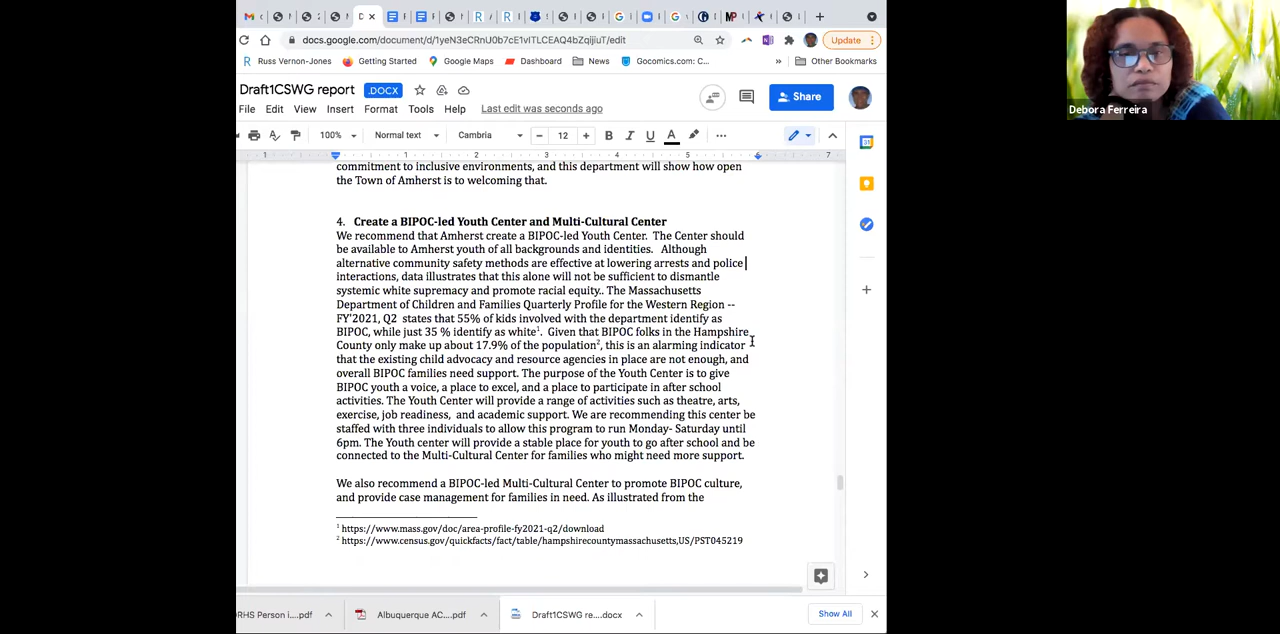 docs.google.com/document/d/1yeN3eCRnU0b7cE1vITLCEAQ4bZqijiuT/edit
Update
Russ Vernon-Jones
Getting Started
Google Maps
Dashboard
News
Gocomics.com: C...
»
Other Bookmarks
Draft1CSWG report
.DOCX
Share
File Edit View Insert Format Tools Help Last edit was seconds ago
100% Normal text Cambria 12 B I U A
1 1 2 3 4 5 6 7
commitment to inclusive environments, and this department will show how open
the Town of Amherst is to welcoming that.
4. Create a BIPOC-led Youth Center and Multi-Cultural Center
We recommend that Amherst create a BIPOC-led Youth Center. The Center should
be available to Amherst youth of all backgrounds and identities. Although
alternative community safety methods are effective at lowering arrests and police
interactions, data illustrates that this alone will not be sufficient to dismantle
systemic white supremacy and promote racial equity.. The Massachusetts
Department of Children and Families Quarterly Profile for the Western Region --
FY'2021, Q2 states that 55% of kids involved with the department identify as
BIPOC, while just 35 % identify as white1. Given that BIPOC folks in the Hampshire
County only make up about 17.9% of the population2, this is an alarming indicator
that the existing child advocacy and resource agencies in place are not enough, and
overall BIPOC families need support. The purpose of the Youth Center is to give
BIPOC youth a voice, a place to excel, and a place to participate in after school
activities. The Youth Center will provide a range of activities such as theatre, arts,
exercise, job readiness, and academic support. We are recommending this center be
staffed with three individuals to allow this program to run Monday- Saturday until
6pm. The Youth center will provide a stable place for youth to go after school and be
connected to the Multi-Cultural Center for families who might need more support.
We also recommend a BIPOC-led Multi-Cultural Center to promote BIPOC culture,
and provide case management for families in need. As illustrated from the
1 https://www.mass.gov/doc/area-profile-fy2021-q2/download
2 https://www.census.gov/quickfacts/fact/table/hampshirecountymassachusetts,US/PST045219
RHS Person i....pdf
Albuquerque AC....pdf
Draft1CSWG re....docx
Show All
Debora Ferreira